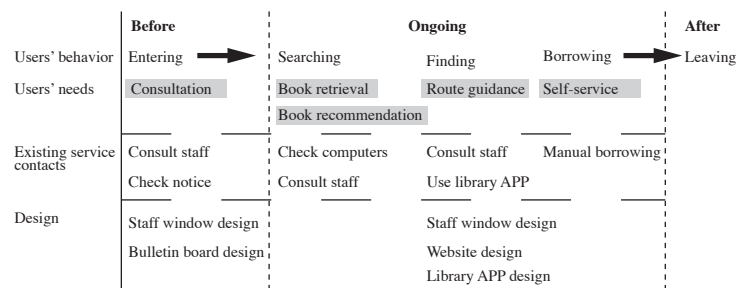 Before Ongoing After
Users' behavior Entering Searching Finding Borrowing Leaving
Users' needs Consultation Book retrieval Route guidance Self-service
Book recommendation
Existing service contacts Consult staff Check computers Consult staff Manual borrowing
Check notice Consult staff Use library APP
Design Staff window design Staff window design
Bulletin board design Website design
Library APP design